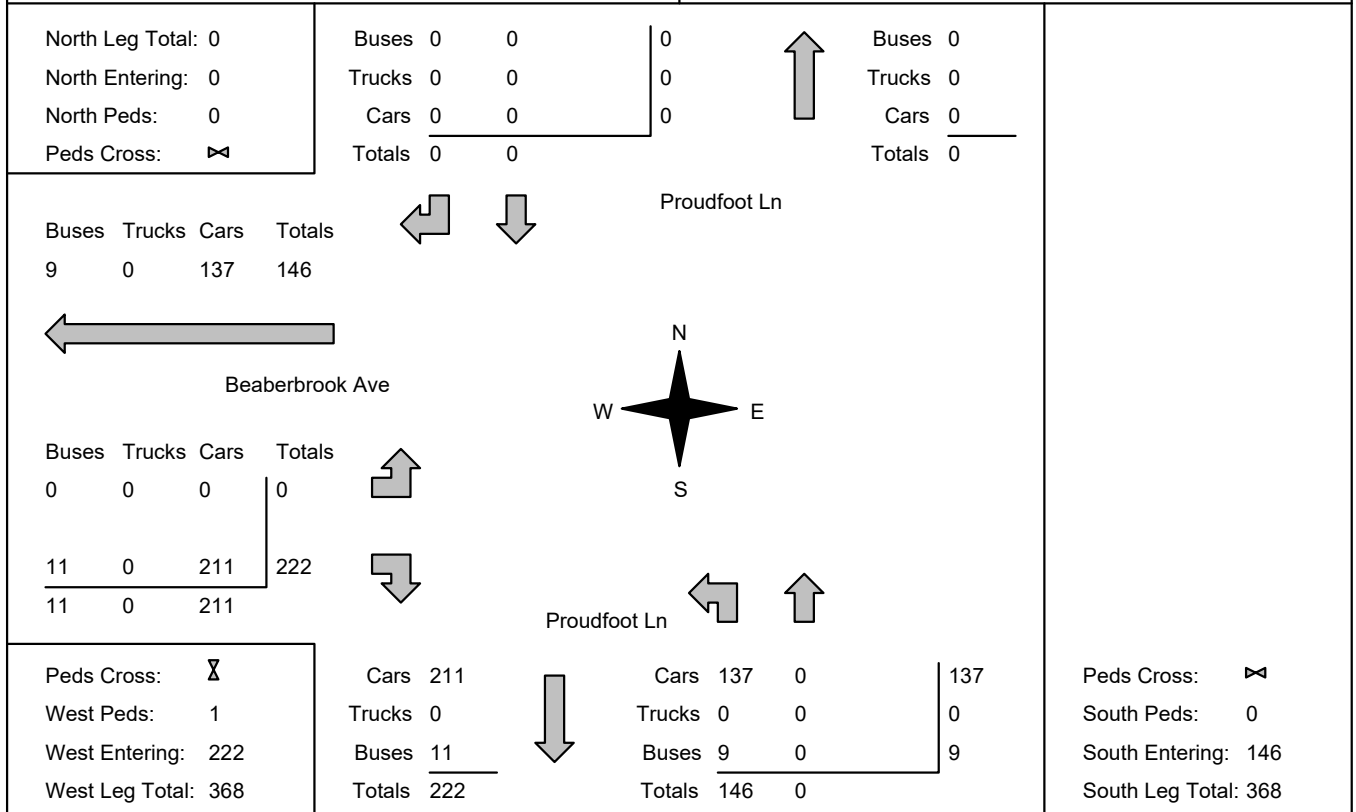 North Leg Total: 0
North Entering: 0
North Peds: 0
Peds Cross:
Buses 0 0 0
Trucks 0 0 0
Cars 0 0 0
Totals 0 0
Buses 0
Trucks 0
Cars 0
Totals 0
Proudfoot Ln
Buses Trucks Cars Totals
9 0 137 146
Beaberbrook Ave
N
W E
S
Buses Trucks Cars Totals
0 0 0 0
11 0 211 222
11 0 211
Proudfoot Ln
Peds Cross:
West Peds: 1
West Entering: 222
West Leg Total: 368
Cars 211
Trucks 0
Buses 11
Totals 222
Cars 137 0 137
Trucks 0 0 0
Buses 9 0 9
Totals 146 0
Peds Cross:
South Peds: 0
South Entering: 146
South Leg Total: 368